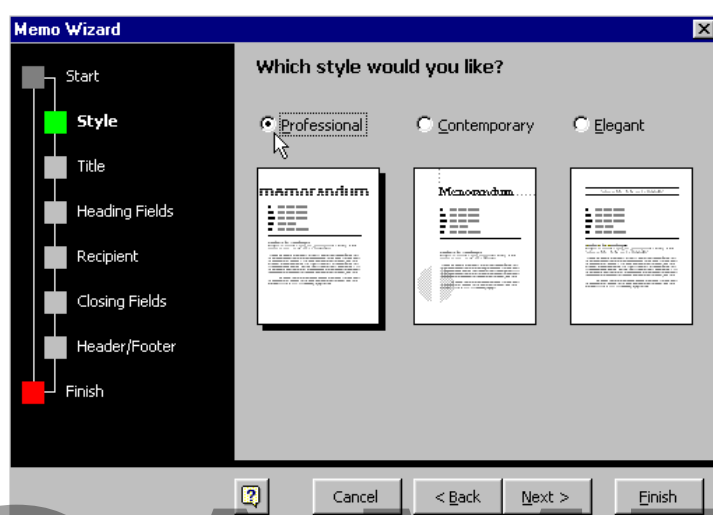 Memo Wizard
Start
Style
Title
Heading Fields
Recipient
Closing Fields
Header/Footer
Finish
Which style would you like?
Professional
Contemporary
Elegant
memorandum
Memorandum
Cancel
< Back
Next >
Finish